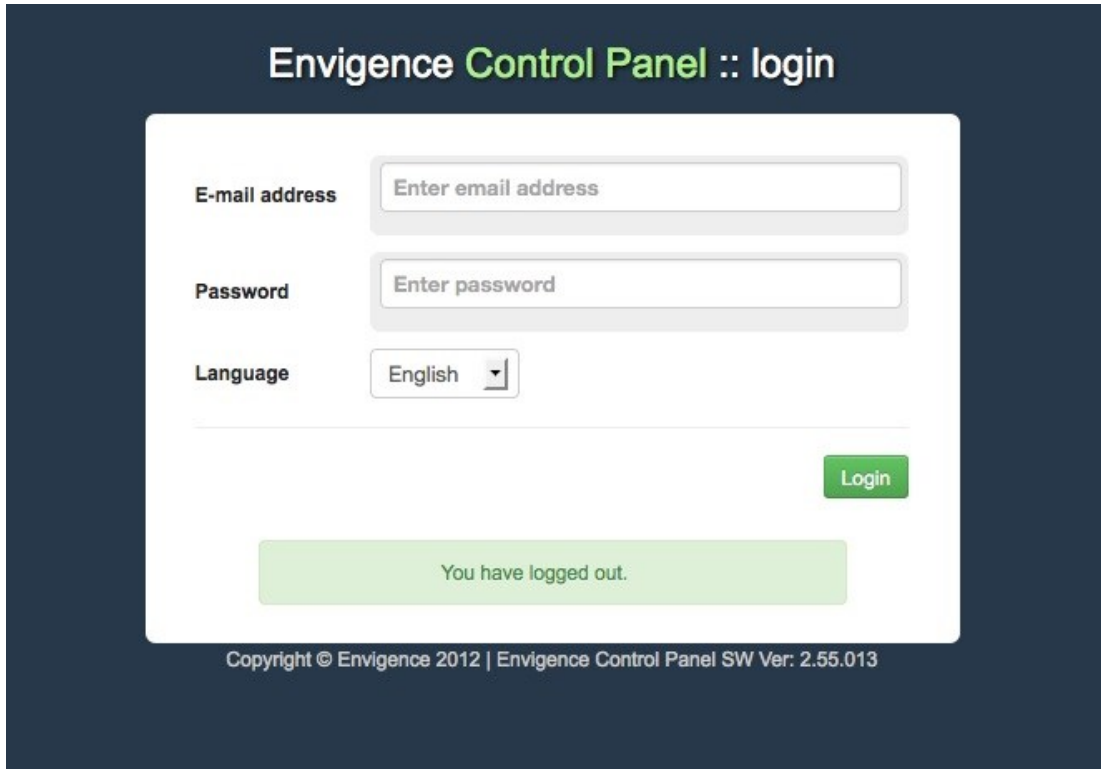 Envigence Control Panel :: login
E-mail address
Enter email address
Password
Enter password
Language
English
Login
You have logged out.
Copyright © Envigence 2012 | Envigence Control Panel SW Ver: 2.55.013